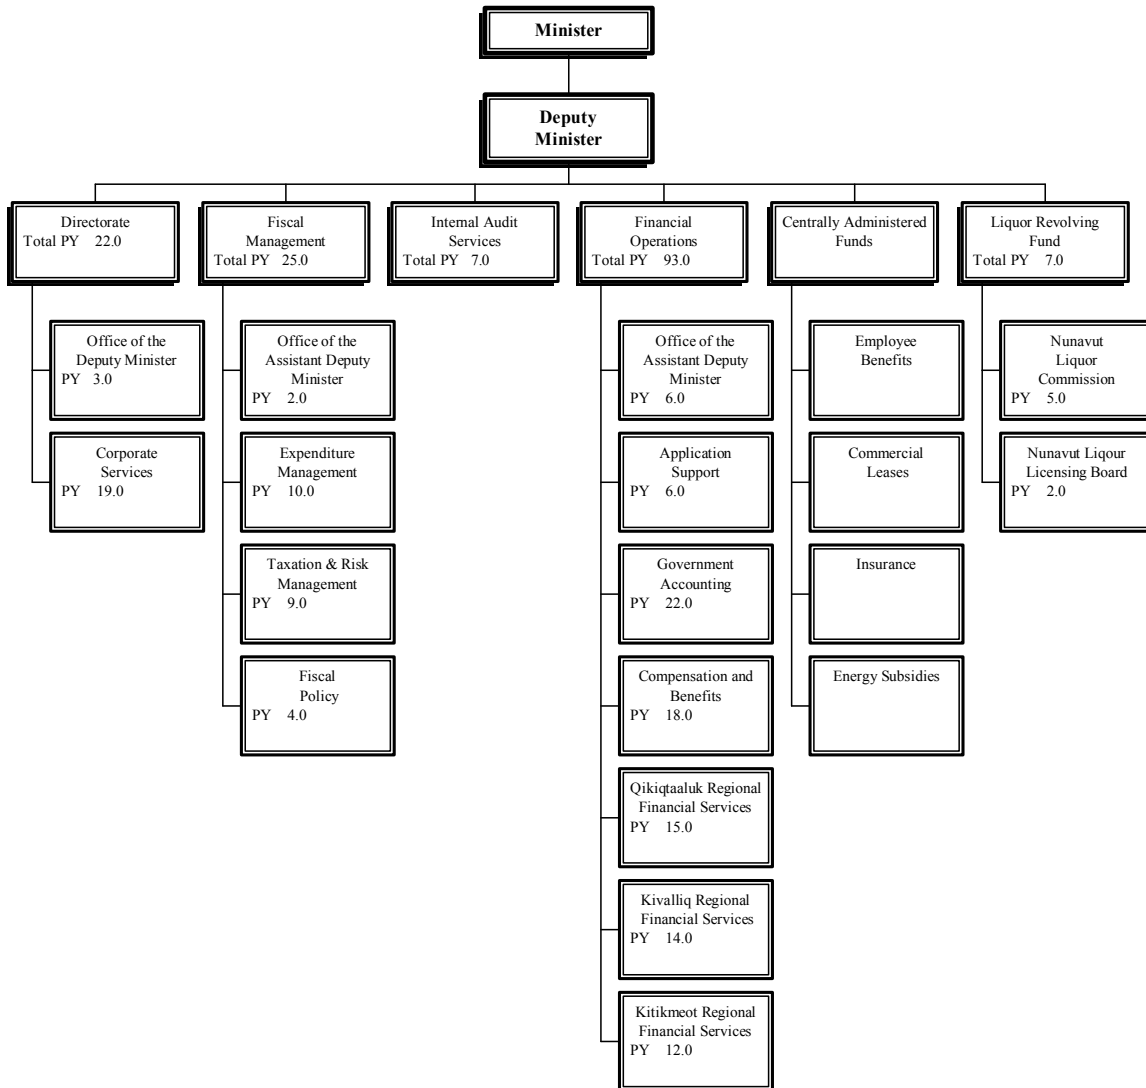 Minister
Deputy
Minister
Directorate
Total PY 22.0
Fiscal
Management
Total PY 25.0
Internal Audit
Services
Total PY 7.0
Financial
Operations
Total PY 93.0
Centrally Administered
Funds
Liquor Revolving
Fund
Total PY 7.0
Office of the
Deputy Minister
PY 3.0
Corporate
Services
PY 19.0
Office of the
Assistant Deputy
Minister
PY 2.0
Expenditure
Management
PY 10.0
Taxation & Risk
Management
PY 9.0
Fiscal
Policy
PY 4.0
Office of the
Assistant Deputy
Minister
PY 6.0
Application
Support
PY 6.0
Government
Accounting
PY 22.0
Compensation and
Benefits
PY 18.0
Qikiqtaaluk Regional
Financial Services
PY 15.0
Kivalliq Regional
Financial Services
PY 14.0
Kitikmeot Regional
Financial Services
PY 12.0
Employee
Benefits
Commercial
Leases
Insurance
Energy Subsidies
Nunavut
Liquor
Commission
PY 5.0
Nunavut Liqour
Licensing Board
PY 2.0